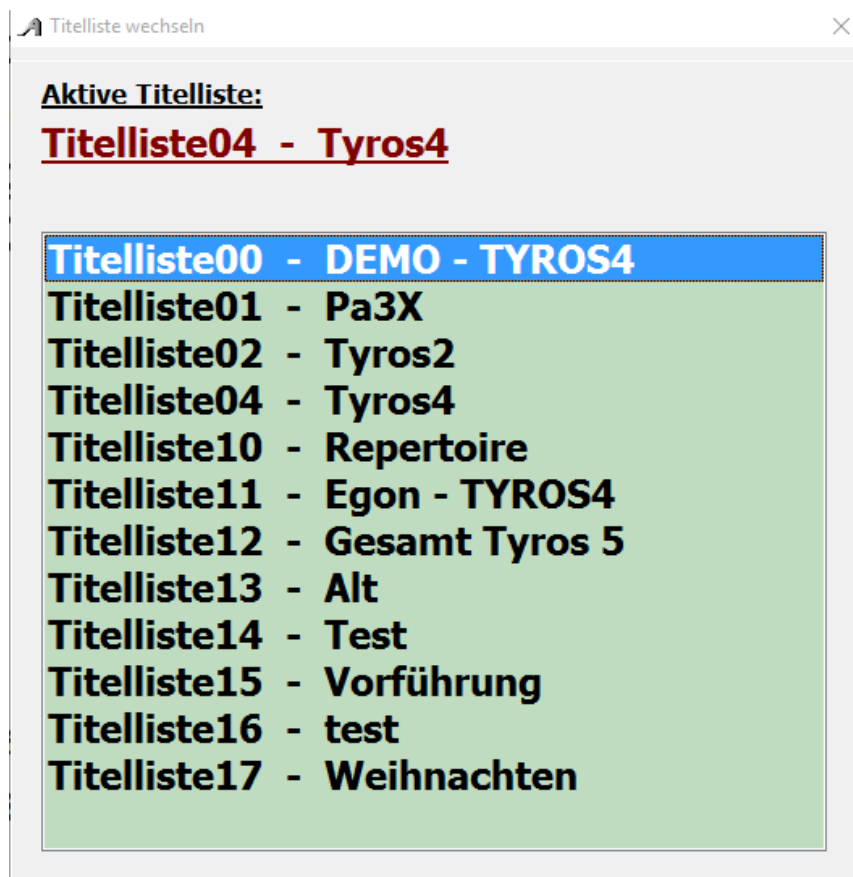 Titelliste wechseln
Aktive Titelliste:
Titelliste04 - Tyros4
Titelliste00 - DEMO - TYROS4
Titelliste01 - Pa3X
Titelliste02 - Tyros2
Titelliste04 - Tyros4
Titelliste10 - Repertoire
Titelliste11 - Egon - TYROS4
Titelliste12 - Gesamt Tyros 5
Titelliste13 - Alt
Titelliste14 - Test
Titelliste15 - Vorführung
Titelliste16 - test
Titelliste17 - Weihnachten